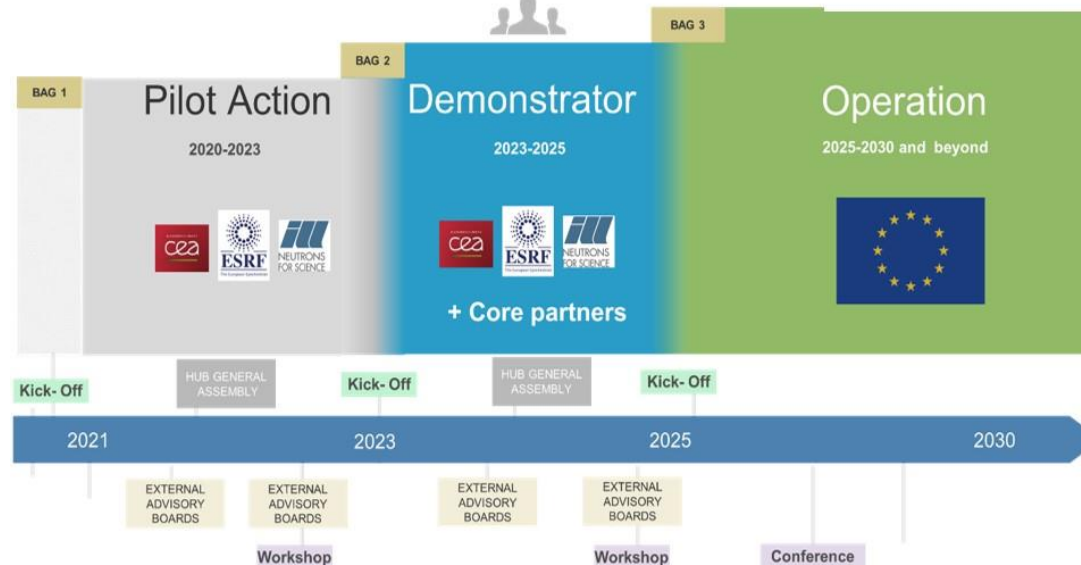 BAG 3
BAG 2
BAG 1
Pilot Action
2020-2023
Demonstrator
2023-2025
Operation
2025-2030 and beyond
cea
ESRF
NEUTRONS
FOR SCIENCE
cea
ESRF
NEUTRONS
FOR SCIENCE
+ Core partners
Kick- Off
HUB GENERAL
ASSEMBLY
Kick- Off
HUB GENERAL
ASSEMBLY
Kick- Off
2021
2023
2025
2030
EXTERNAL
ADVISORY
BOARDS
EXTERNAL
ADVISORY
BOARDS
EXTERNAL
ADVISORY
BOARDS
EXTERNAL
ADVISORY
BOARDS
Workshop
Workshop
Conference